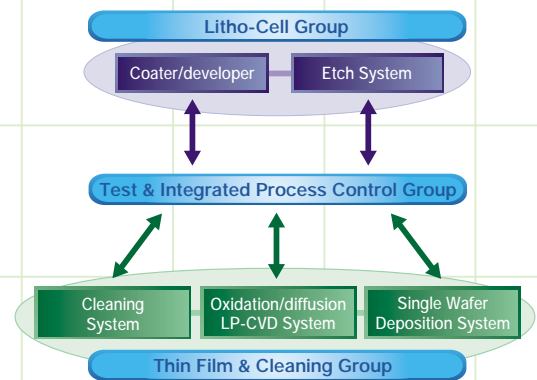 Litho-Cell Group
Coater/developer
Etch System
Test & Integrated Process Control Group
Cleaning
System
Oxidation/diffusion
LP-CVD System
Single Wafer
Deposition System
Thin Film & Cleaning Group